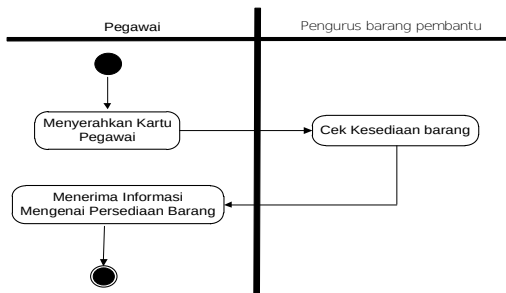 Pegawai
Pengurus barang pembantu
Menyerahkan Kartu
Pegawai
Cek Kesediaan barang
Menerima Informasi
Mengenai Persediaan Barang